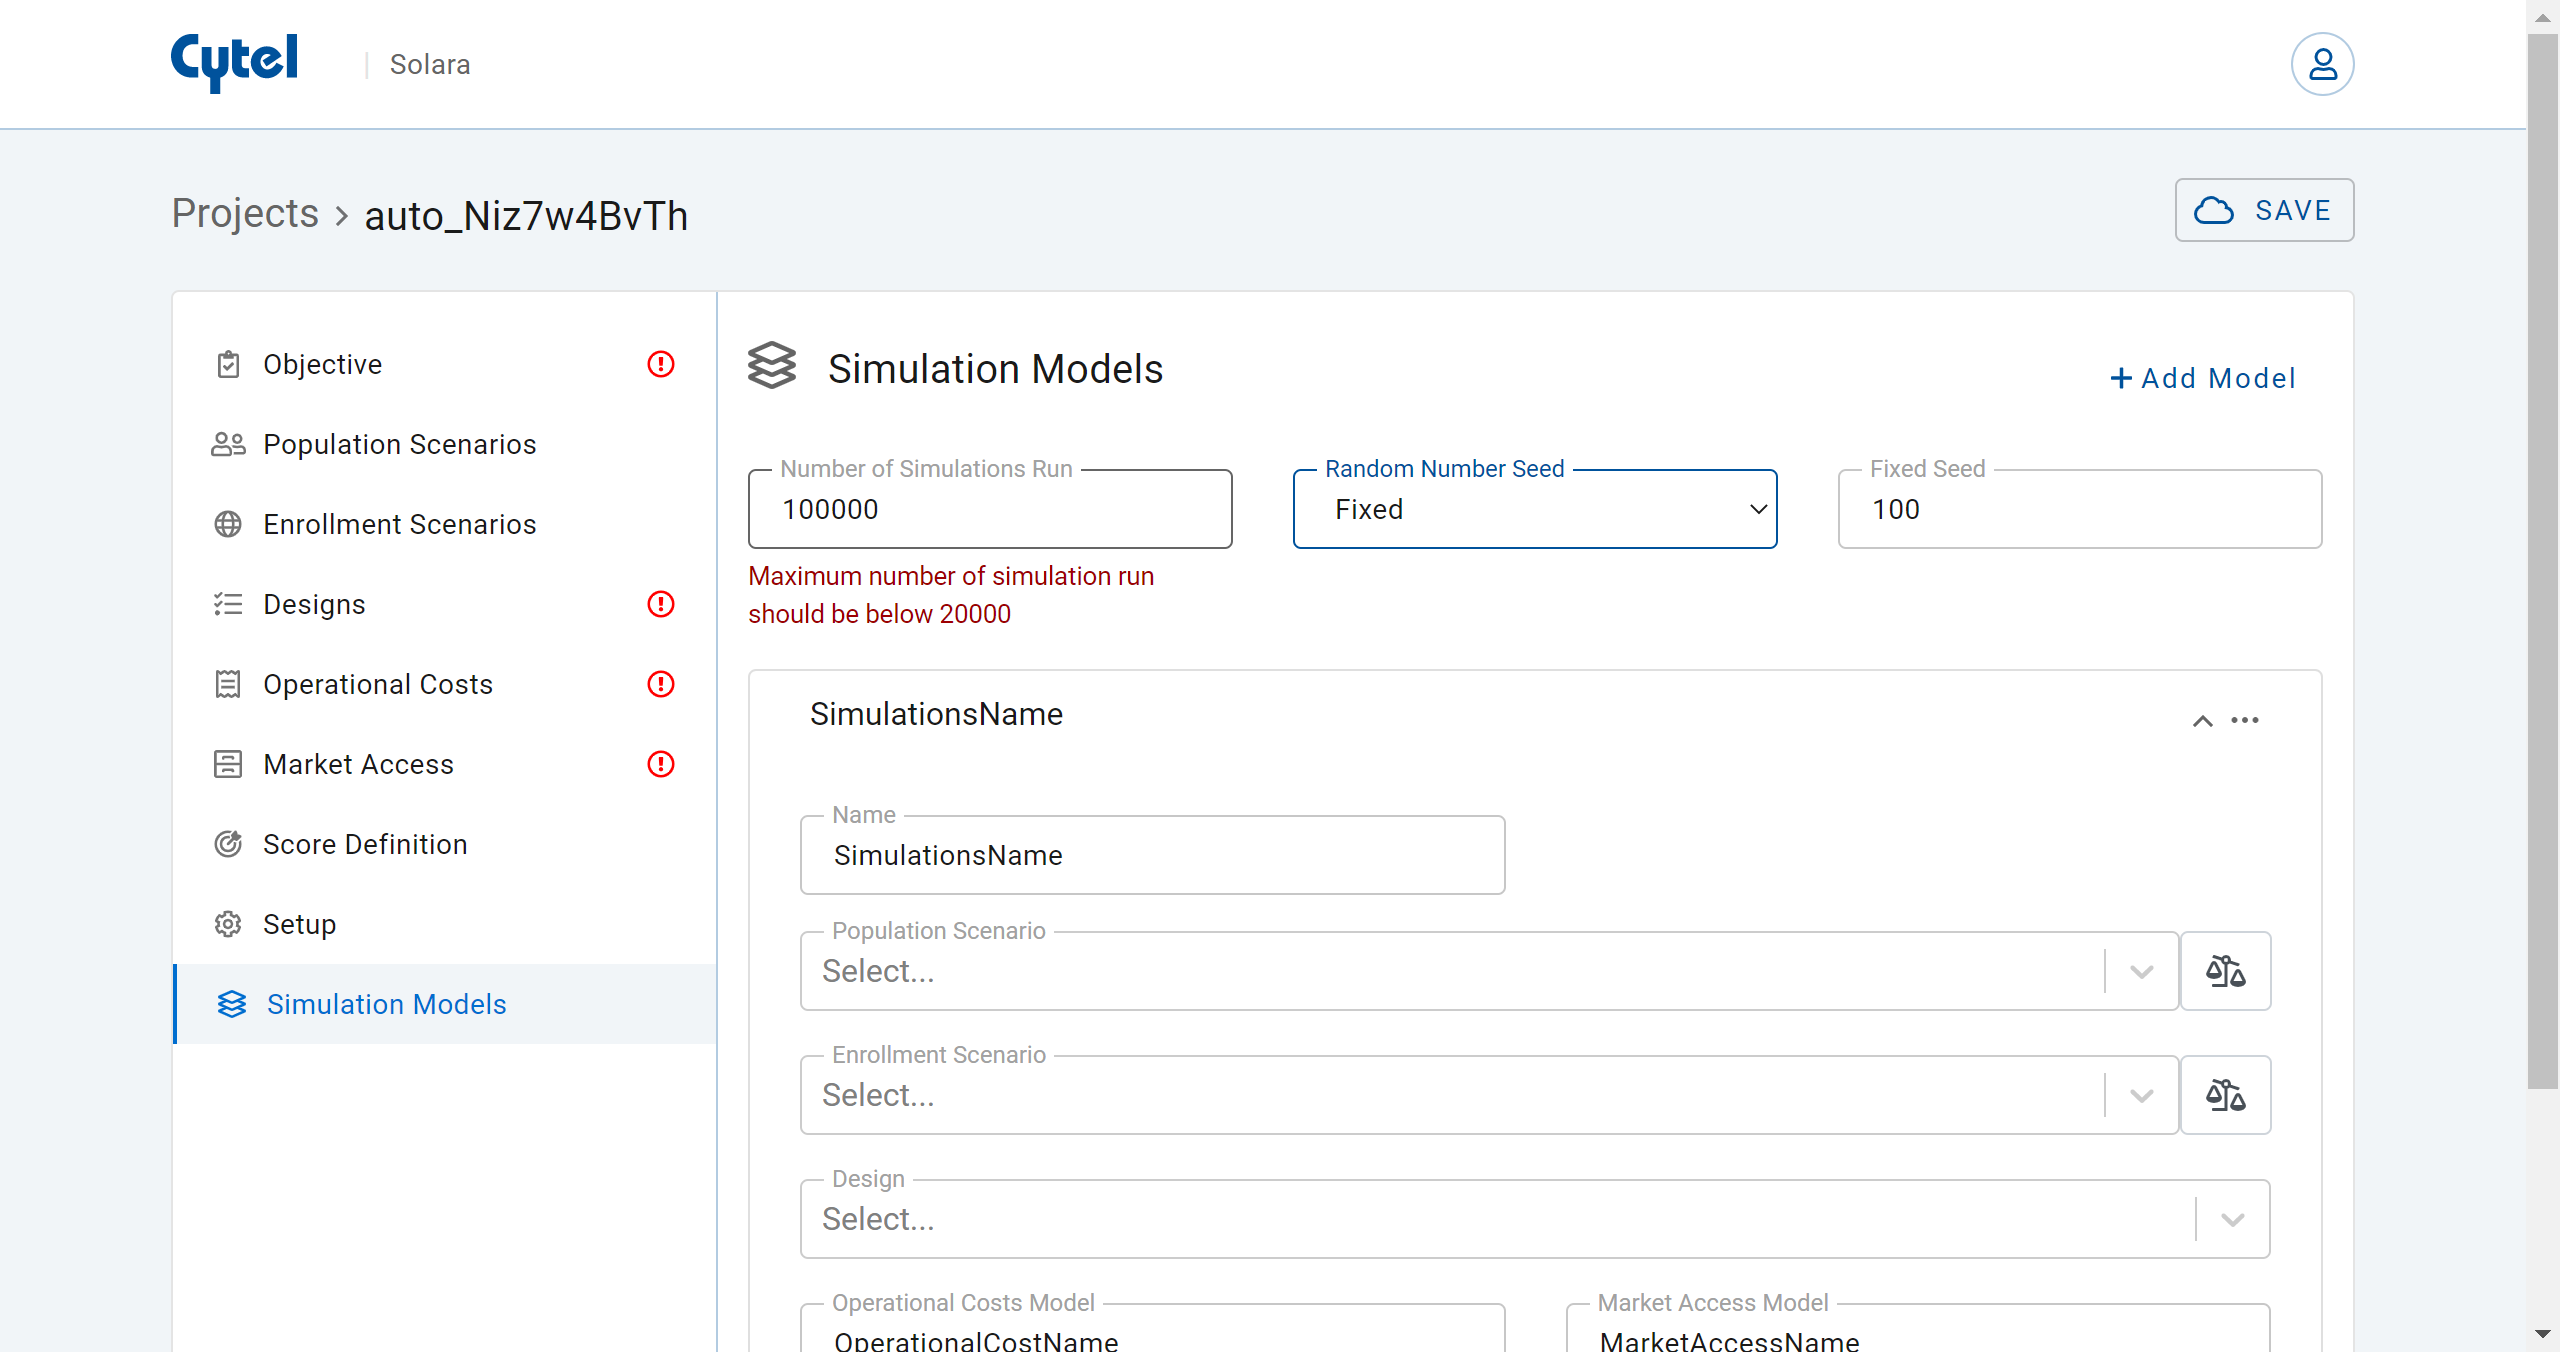 Cytel
Solara
Projects > auto_Niz7w4BvTh
SAVE
Objective
Population Scenarios
Enrollment Scenarios
Designs
Operational Costs
Market Access
Score Definition
Setup
Simulation Models
Simulation Models
+ Add Model
Number of Simulations Run
100000
Random Number Seed
Fixed
Fixed Seed
100
Maximum number of simulation run
should be below 20000
SimulationsName
Name
SimulationsName
Population Scenario
Select...
Enrollment Scenario
Select...
Design
Select...
Operational Costs Model
OperationalCostName
Market Access Model
MarketAccessName